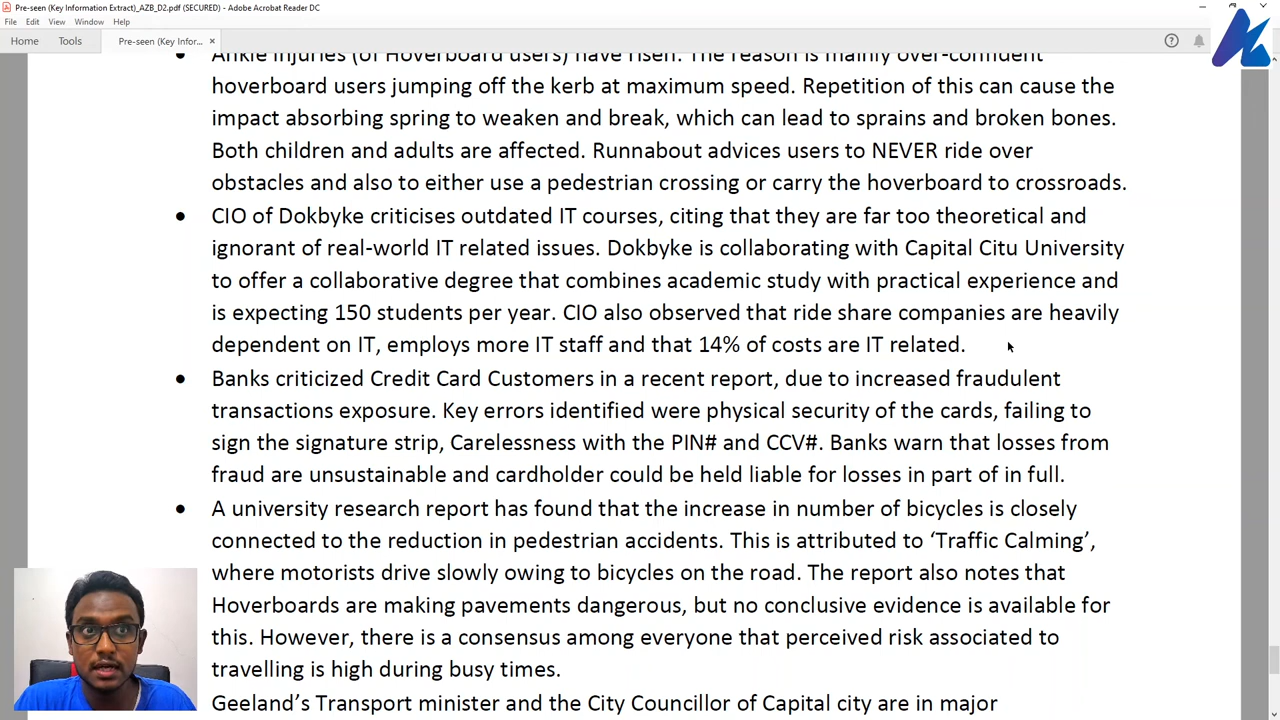 Pre-seen (Key Information Extract)_AZB_D2.pdf (SECURED) - Adobe Acrobat Reader DC
File Edit View Window Help
Home Tools Pre-seen (Key Infor... ×
• Ankle Injuries (of Hoverboard users) have risen. The reason is mainly over-confident
hoverboard users jumping off the kerb at maximum speed. Repetition of this can cause the
impact absorbing spring to weaken and break, which can lead to sprains and broken bones.
Both children and adults are affected. Runnabout advices users to NEVER ride over
obstacles and also to either use a pedestrian crossing or carry the hoverboard to crossroads.
• CIO of Dokbyke criticises outdated IT courses, citing that they are far too theoretical and
ignorant of real-world IT related issues. Dokbyke is collaborating with Capital Citu University
to offer a collaborative degree that combines academic study with practical experience and
is expecting 150 students per year. CIO also observed that ride share companies are heavily
dependent on IT, employs more IT staff and that 14% of costs are IT related.
• Banks criticized Credit Card Customers in a recent report, due to increased fraudulent
transactions exposure. Key errors identified were physical security of the cards, failing to
sign the signature strip, Carelessness with the PIN# and CCV#. Banks warn that losses from
fraud are unsustainable and cardholder could be held liable for losses in part of in full.
• A university research report has found that the increase in number of bicycles is closely
connected to the reduction in pedestrian accidents. This is attributed to ‘Traffic Calming’,
where motorists drive slowly owing to bicycles on the road. The report also notes that
Hoverboards are making pavements dangerous, but no conclusive evidence is available for
this. However, there is a consensus among everyone that perceived risk associated to
travelling is high during busy times.
Geeland’s Transport minister and the City Councillor of Capital city are in major